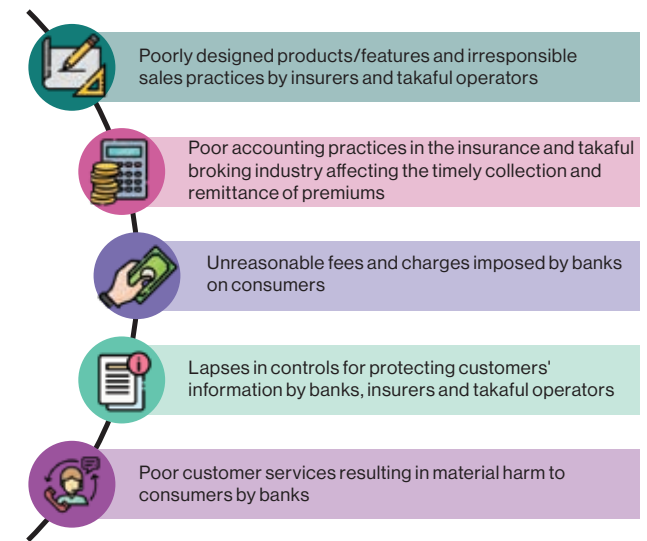 Poorly designed products/features and irresponsible
sales practices by insurers and takaful operators
Poor accounting practices in the insurance and takaful
broking industry affecting the timely collection and
remittance of premiums
Unreasonable fees and charges imposed by banks
on consumers
Lapses in controls for protecting customers'
information by banks, insurers and takaful operators
Poor customer services resulting in material harm to
consumers by banks